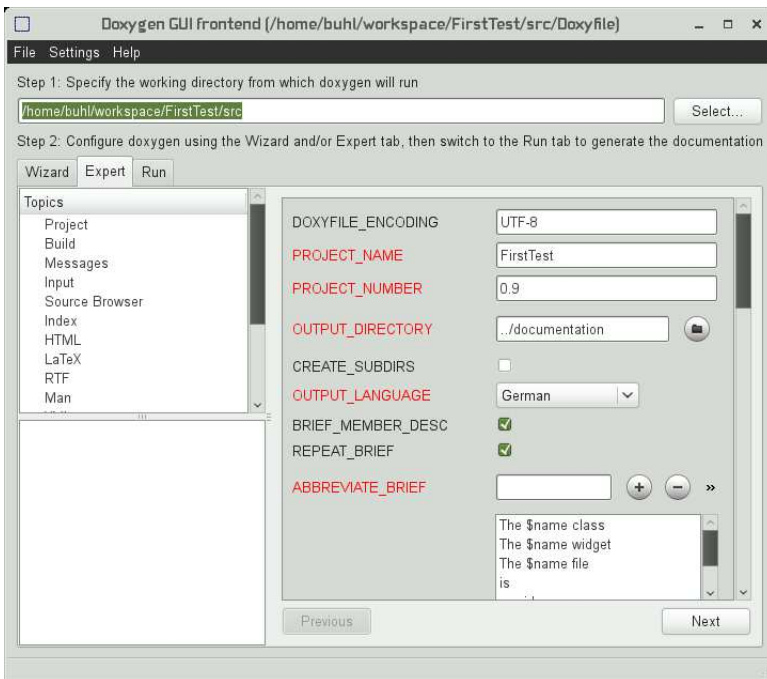 Doxygen GUI frontend (/home/buhl/workspace/FirstTest/src/Doxyfile)
File Settings Help
Step 1: Specify the working directory from which doxygen will run
/home/buhl/workspace/FirstTest/src
Select...
Step 2: Configure doxygen using the Wizard and/or Expert tab, then switch to the Run tab to generate the documentation
Wizard Expert Run
Topics
Project
Build
Messages
Input
Source Browser
Index
HTML
LaTeX
RTF
Man
DOXYFILE_ENCODING UTF-8
PROJECT_NAME FirstTest
PROJECT_NUMBER 0.9
OUTPUT_DIRECTORY ../documentation
CREATE_SUBDIRS
OUTPUT_LANGUAGE German
BRIEF_MEMBER_DESC
REPEAT_BRIEF
ABBREVIATE_BRIEF
The $name class
The $name widget
The $name file
is
Previous
Next